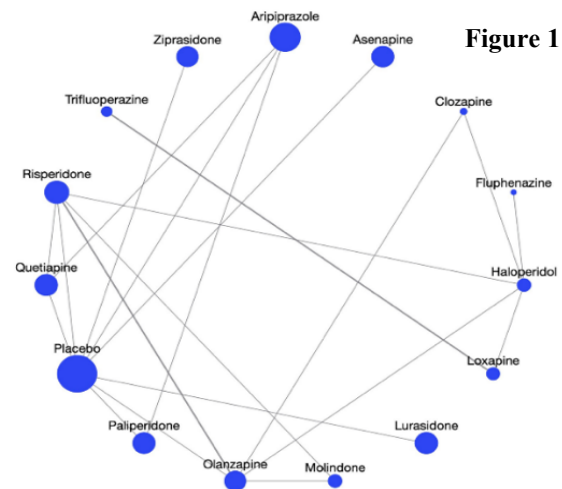 Aripiprazole
Ziprasidone
Asenapine
Figure 1
Trifluoperazine
Clozapine
Risperidone
Fluphenazine
Quetiapine
Haloperidol
Placebo
Loxapine
Paliperidone
Lurasidone
Olanzapine
Molindone